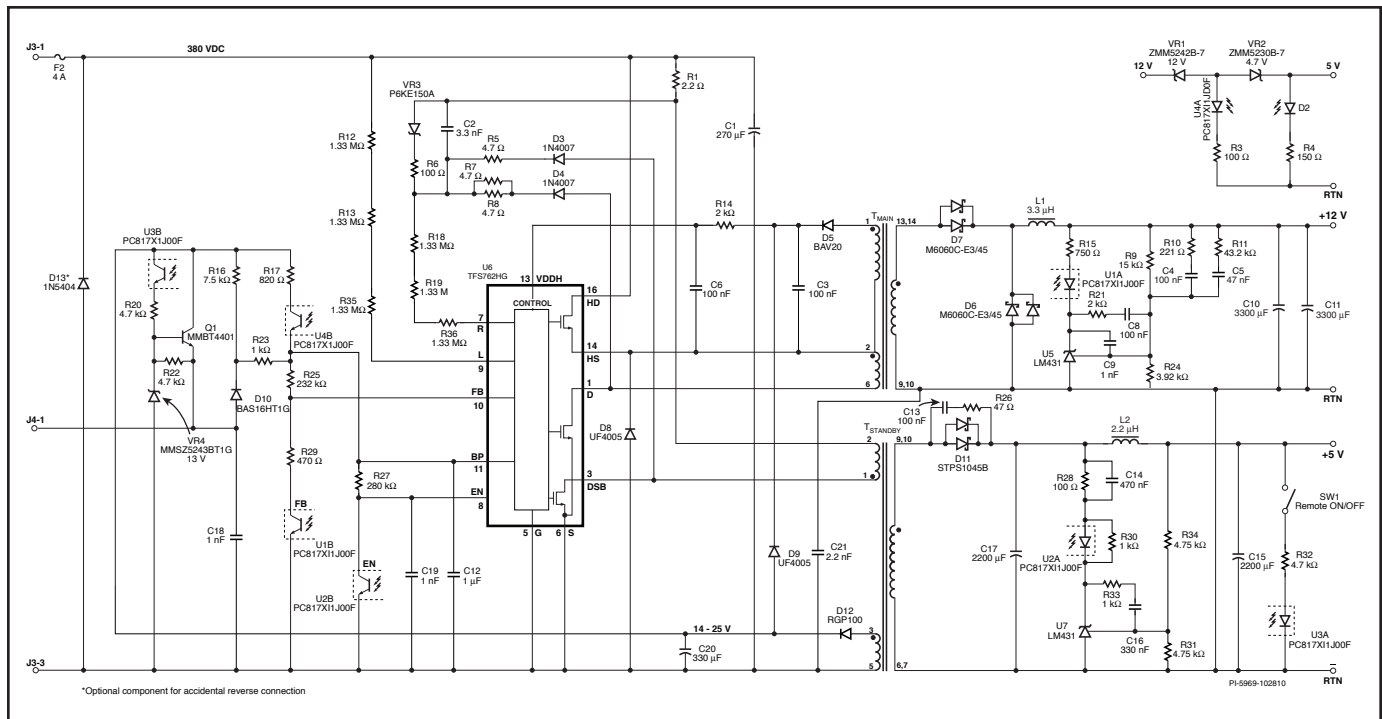 J3-1
F2
4 A
380 VDC
VR3
P6KE150A
R1
2.2 Ω
C2
3.3 nF
C1
270 µF
R12
1.33 MΩ
R5
4.7 Ω
D3
1N4007
R6
100 Ω
R7
4.7 Ω
D4
1N4007
R8
4.7 Ω
R13
1.33 MΩ
R18
1.33 MΩ
R14
2 kΩ
D5
BAV20
1
TMAIN
13,14
D7
M6060C-E3/45
L1
3.3 µH
+12 V
VR1
ZMM5242B-7
12 V
VR2
ZMM5230B-7
4.7 V
12 V
5 V
U4A
PC817XI1JD0F
D2
R3
100 Ω
R4
150 Ω
RTN
U3B
PC817X1J00F
D13*
1N5404
R16
7.5 kΩ
R17
820 Ω
R20
4.7 kΩ
Q1
MMBT4401
U4B
PC817X1J00F
R23
1 kΩ
R22
4.7 kΩ
R25
232 kΩ
D10
BAS16HT1G
J4-1
VR4
MMSZ5243BT1G
13 V
R29
470 Ω
R35
1.33 MΩ
R19
1.33 M
R36
1.33 MΩ
U6
TFS762HG
13 VDDH
CONTROL
16
HD
7
R
14
HS
L
9
1
D
FB
10
BP
11
3
DSB
EN
8
5 G
6 S
R27
280 kΩ
C6
100 nF
C3
100 nF
2
6
9,10
D6
M6060C-E3/45
R15
750 Ω
U1A
PC817XI1J00F
R21
2 kΩ
C8
100 nF
U5
LM431
C9
1 nF
R9
15 kΩ
R10
221 Ω
C4
100 nF
R11
43.2 kΩ
C5
47 nF
C10
3300 µF
C11
3300 µF
R24
3.92 kΩ
RTN
D8
UF4005
C13
100 nF
R26
47 Ω
TSTANDBY
2
9,10
1
D11
STPS1045B
L2
2.2 µH
+5 V
FB
U1B
PC817XI1J00F
C18
1 nF
EN
U2B
PC817XI1J00F
C19
1 nF
C12
1 µF
D9
UF4005
C21
2.2 nF
C17
2200 µF
R28
100 Ω
C14
470 nF
U2A
PC817XI1J00F
R30
1 kΩ
R34
4.75 kΩ
R33
1 kΩ
U7
LM431
C16
330 nF
R31
4.75 kΩ
C15
2200 µF
SW1
Remote ON/OFF
R32
4.7 kΩ
U3A
PC817XI1J00F
14 - 25 V
D12
RGP100
3
C20
330 µF
5
6,7
J3-3
RTN
PI-5969-102810
*Optional component for accidental reverse connection